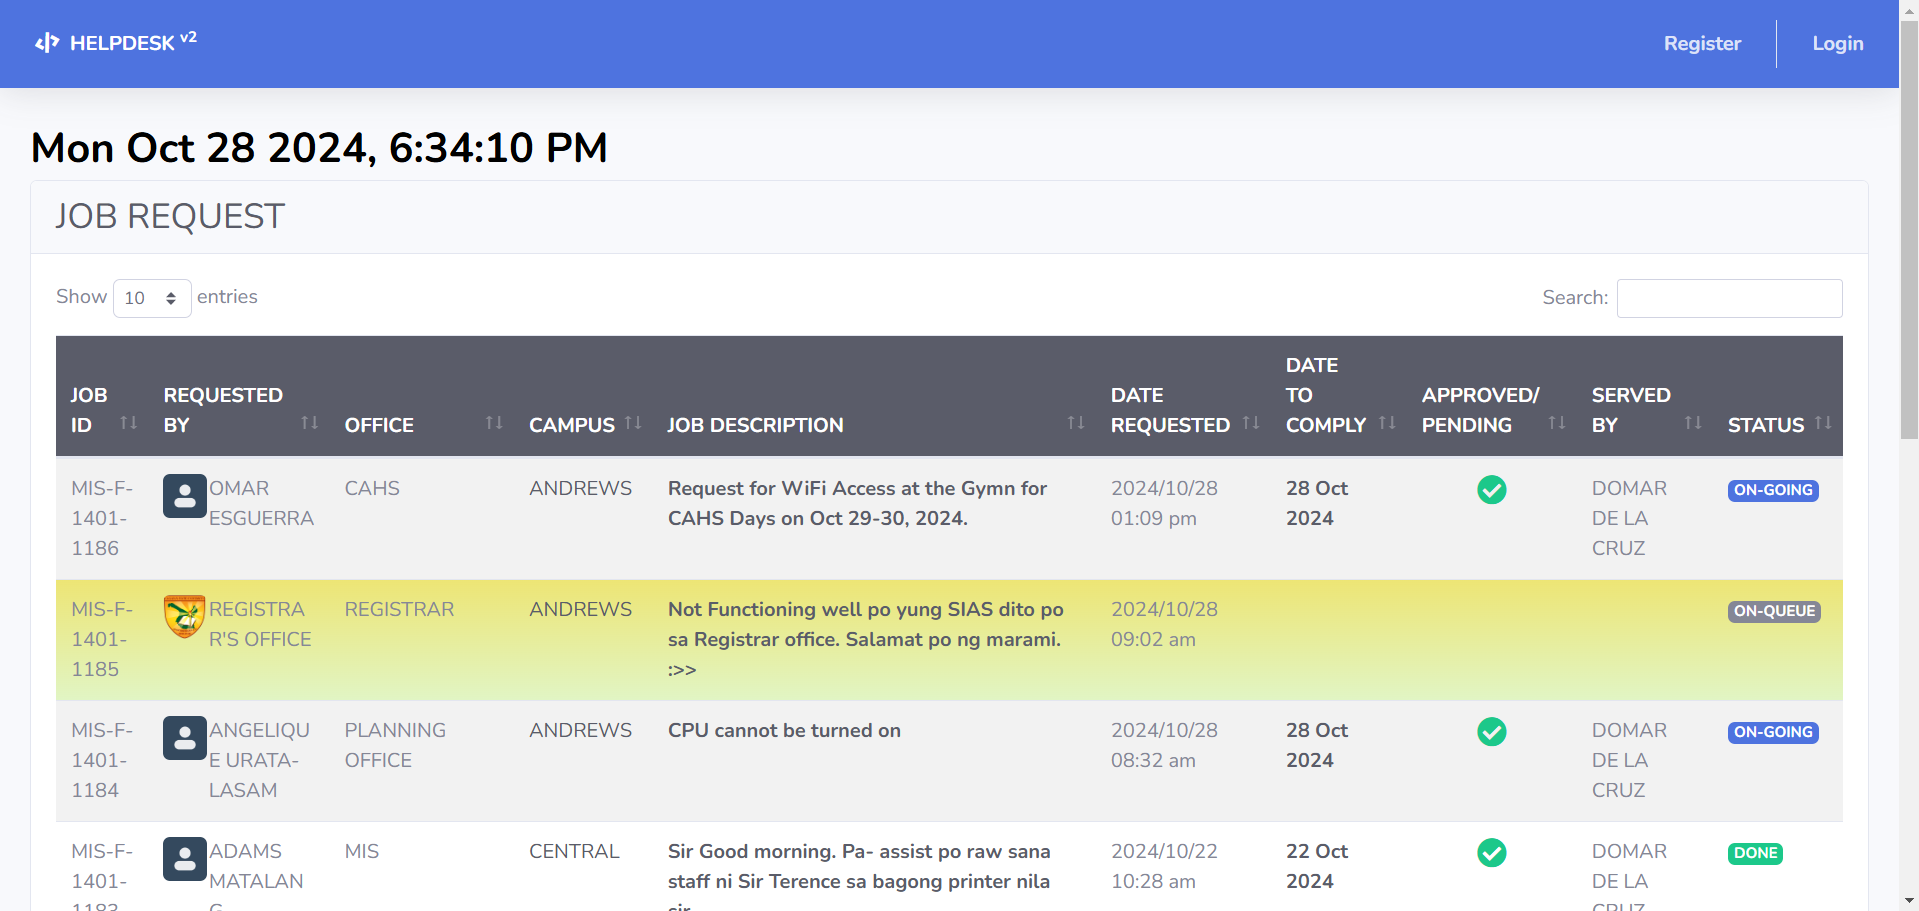 HELPDESK v2
Register
Login
Mon Oct 28 2024, 6:34:10 PM
JOB REQUEST
Show 10 entries
Search:
JOB ID
REQUESTED BY
OFFICE
CAMPUS
JOB DESCRIPTION
DATE REQUESTED
DATE TO COMPLY
APPROVED/ PENDING
SERVED BY
STATUS
MIS-F-
1401-
1186
OMAR
ESGUERRA
CAHS
ANDREWS
Request for WiFi Access at the Gymn for
CAHS Days on Oct 29-30, 2024.
2024/10/28
01:09 pm
28 Oct
2024
DOMAR
DE LA
CRUZ
ON-GOING
MIS-F-
1401-
1185
REGISTRA
R'S OFFICE
REGISTRAR
ANDREWS
Not Functioning well po yung SIAS dito po
sa Registrar office. Salamat po ng marami.
:>>
2024/10/28
09:02 am
ON-QUEUE
MIS-F-
1401-
1184
ANGELIQU
E URATA-
LASAM
PLANNING
OFFICE
ANDREWS
CPU cannot be turned on
2024/10/28
08:32 am
28 Oct
2024
DOMAR
DE LA
CRUZ
ON-GOING
MIS-F-
1401-
1183
ADAMS
MATALAN
G
MIS
CENTRAL
Sir Good morning. Pa- assist po raw sana
staff ni Sir Terence sa bagong printer nila
sir
2024/10/22
10:28 am
22 Oct
2024
DOMAR
DE LA
CRUZ
DONE